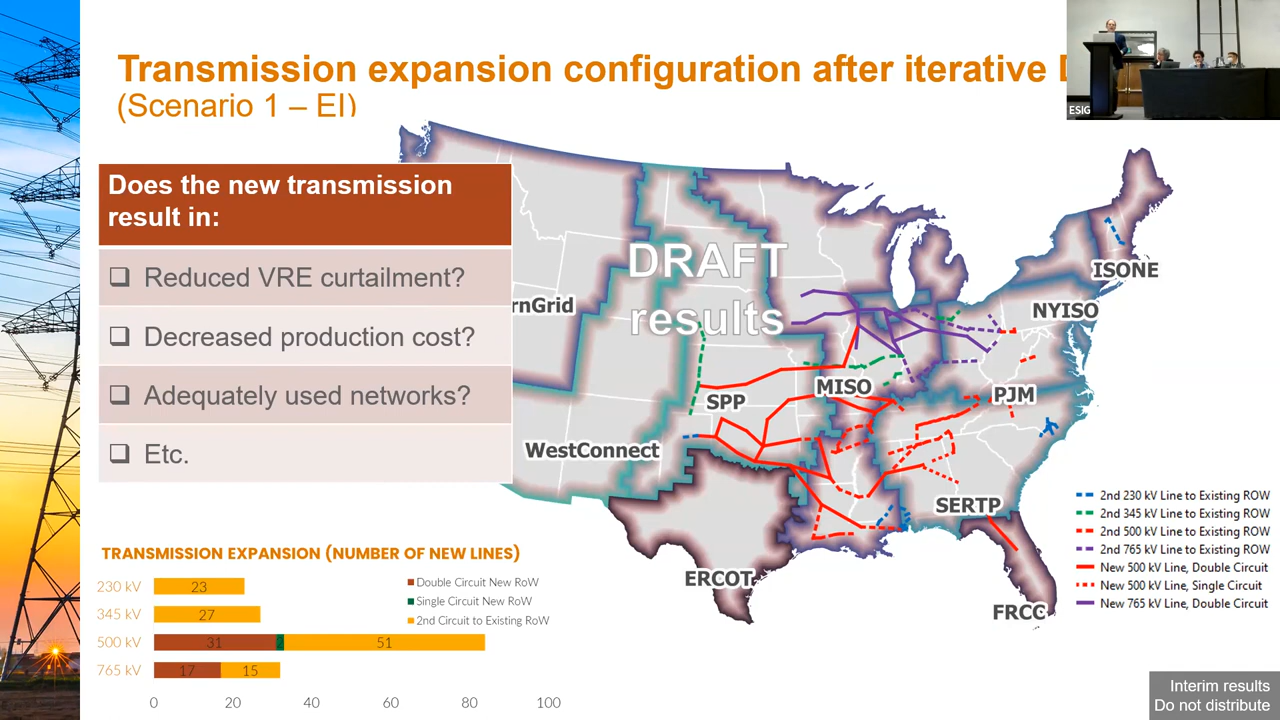 Transmission expansion configuration after iterative
(Scenario 1 – EI)
ESIG
Does the new transmission
result in:
❑ Reduced VRE curtailment?
❑ Decreased production cost?
❑ Adequately used networks?
❑ Etc.
DRAFT
results
rnGrid
WestConnect
SPP
MISO
ERCOT
SERTP
FRCC
PJM
NYISO
ISONE
2nd 230 kV Line to Existing ROW
2nd 345 kV Line to Existing ROW
2nd 500 kV Line to Existing ROW
2nd 765 kV Line to Existing ROW
New 500 kV Line, Double Circuit
New 500 kV Line, Single Circuit
New 765 kV Line, Double Circuit
TRANSMISSION EXPANSION (NUMBER OF NEW LINES)
230 kV 23
345 kV 27
500 kV 31 51
765 kV 17 15
0 20 40 60 80 100
Double Circuit New RoW
Single Circuit New RoW
2nd Circuit to Existing RoW
Interim results
Do not distribute